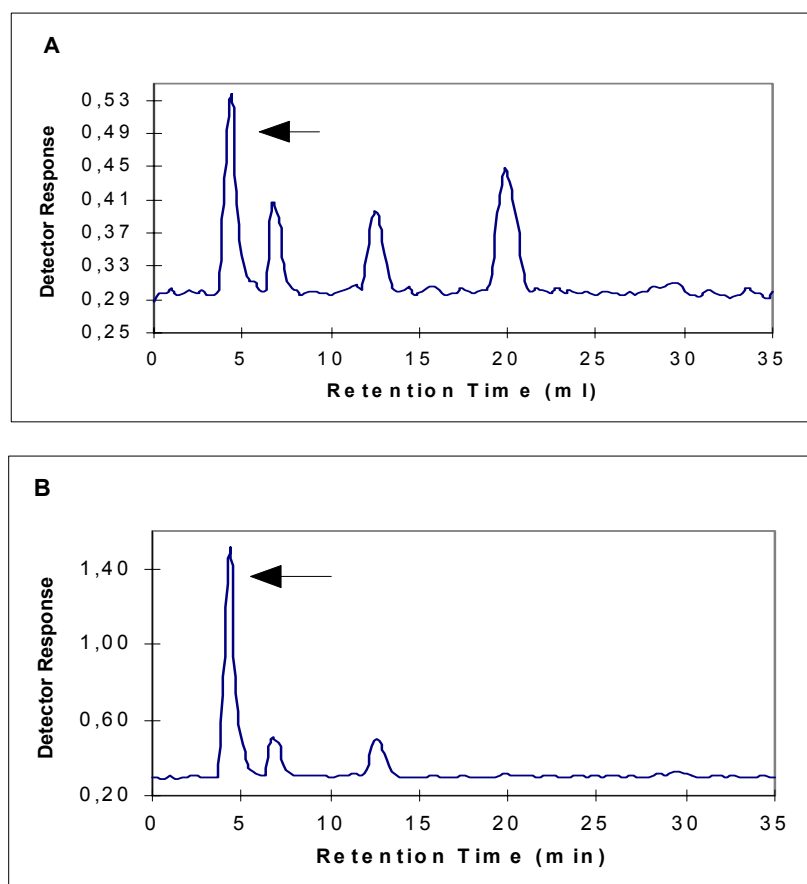 A
0,53
0,49
0,45
0,41
0,37
0,33
0,29
0,25
Detector Response
0 5 10 15 20 25 30 35
Retention Time (ml)
B
1,40
1,00
0,60
0,20
Detector Response
0 5 10 15 20 25 30 35
Retention Time (min)